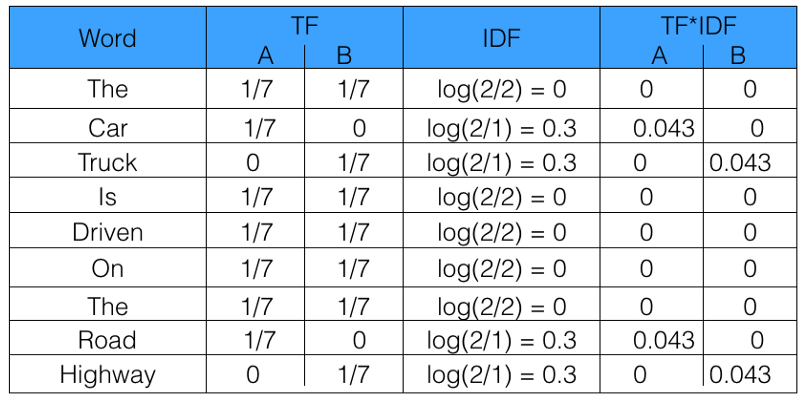 Word TF IDF TF*IDF
A B A B
The 1/7 1/7 log(2/2) = 0 0 0
Car 1/7 0 log(2/1) = 0.3 0.043 0
Truck 0 1/7 log(2/1) = 0.3 0 0.043
Is 1/7 1/7 log(2/2) = 0 0 0
Driven 1/7 1/7 log(2/2) = 0 0 0
On 1/7 1/7 log(2/2) = 0 0 0
The 1/7 1/7 log(2/2) = 0 0 0
Road 1/7 0 log(2/1) = 0.3 0.043 0
Highway 0 1/7 log(2/1) = 0.3 0 0.043